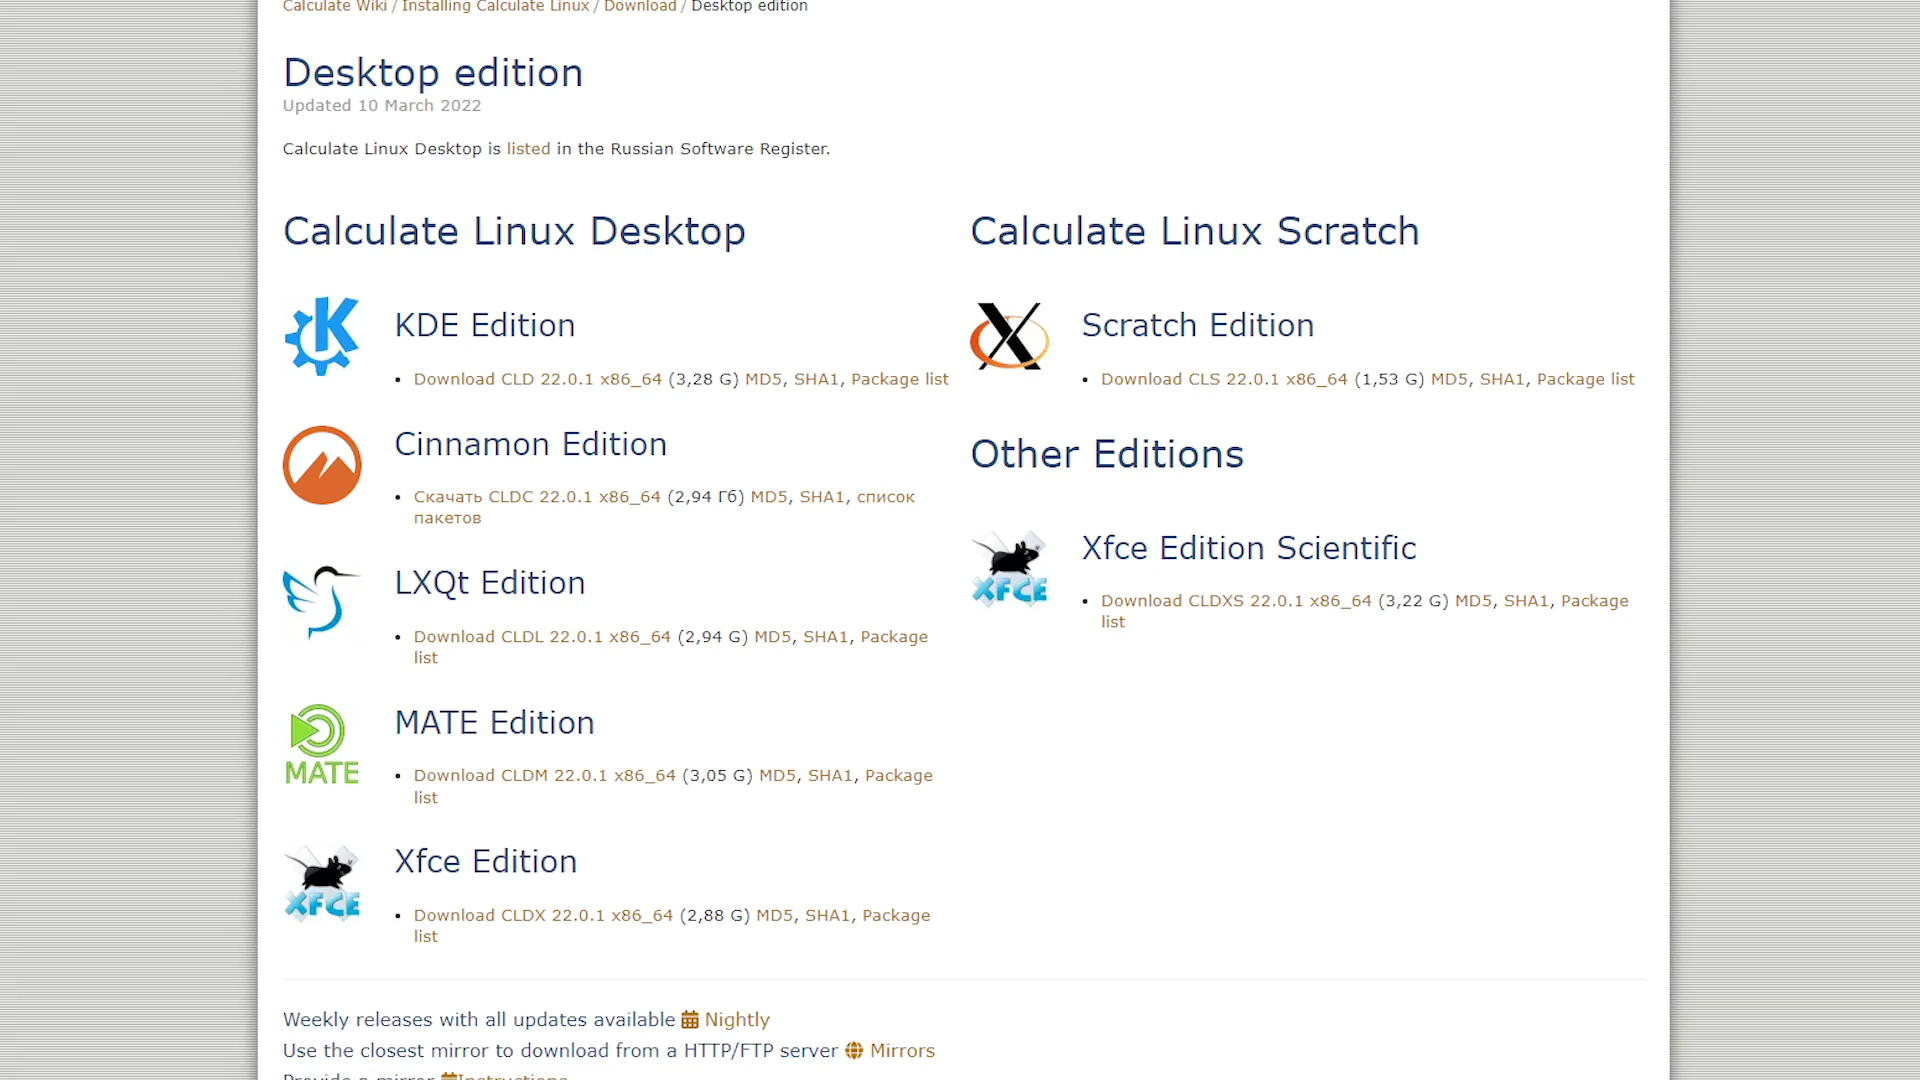 Calculate Wiki / Installing Calculate Linux / Download / Desktop edition
Desktop edition
Updated 10 March 2022
Calculate Linux Desktop is listed in the Russian Software Register.
Calculate Linux Desktop
KDE Edition
• Download CLD 22.0.1 x86_64 (3,28 G) MD5, SHA1, Package list
Cinnamon Edition
• Скачать CLDC 22.0.1 x86_64 (2,94 Гб) MD5, SHA1, список
пакетов
LXQt Edition
• Download CLDL 22.0.1 x86_64 (2,94 G) MD5, SHA1, Package
list
MATE
MATE Edition
• Download CLDM 22.0.1 x86_64 (3,05 G) MD5, SHA1, Package
list
XFCE
Xfce Edition
• Download CLDX 22.0.1 x86_64 (2,88 G) MD5, SHA1, Package
list
Calculate Linux Scratch
Scratch Edition
• Download CLS 22.0.1 x86_64 (1,53 G) MD5, SHA1, Package list
Other Editions
XFCE
Xfce Edition Scientific
• Download CLDXS 22.0.1 x86_64 (3,22 G) MD5, SHA1, Package
list
Weekly releases with all updates available Nightly
Use the closest mirror to download from a HTTP/FTP server Mirrors
Provide a mirror Instructions